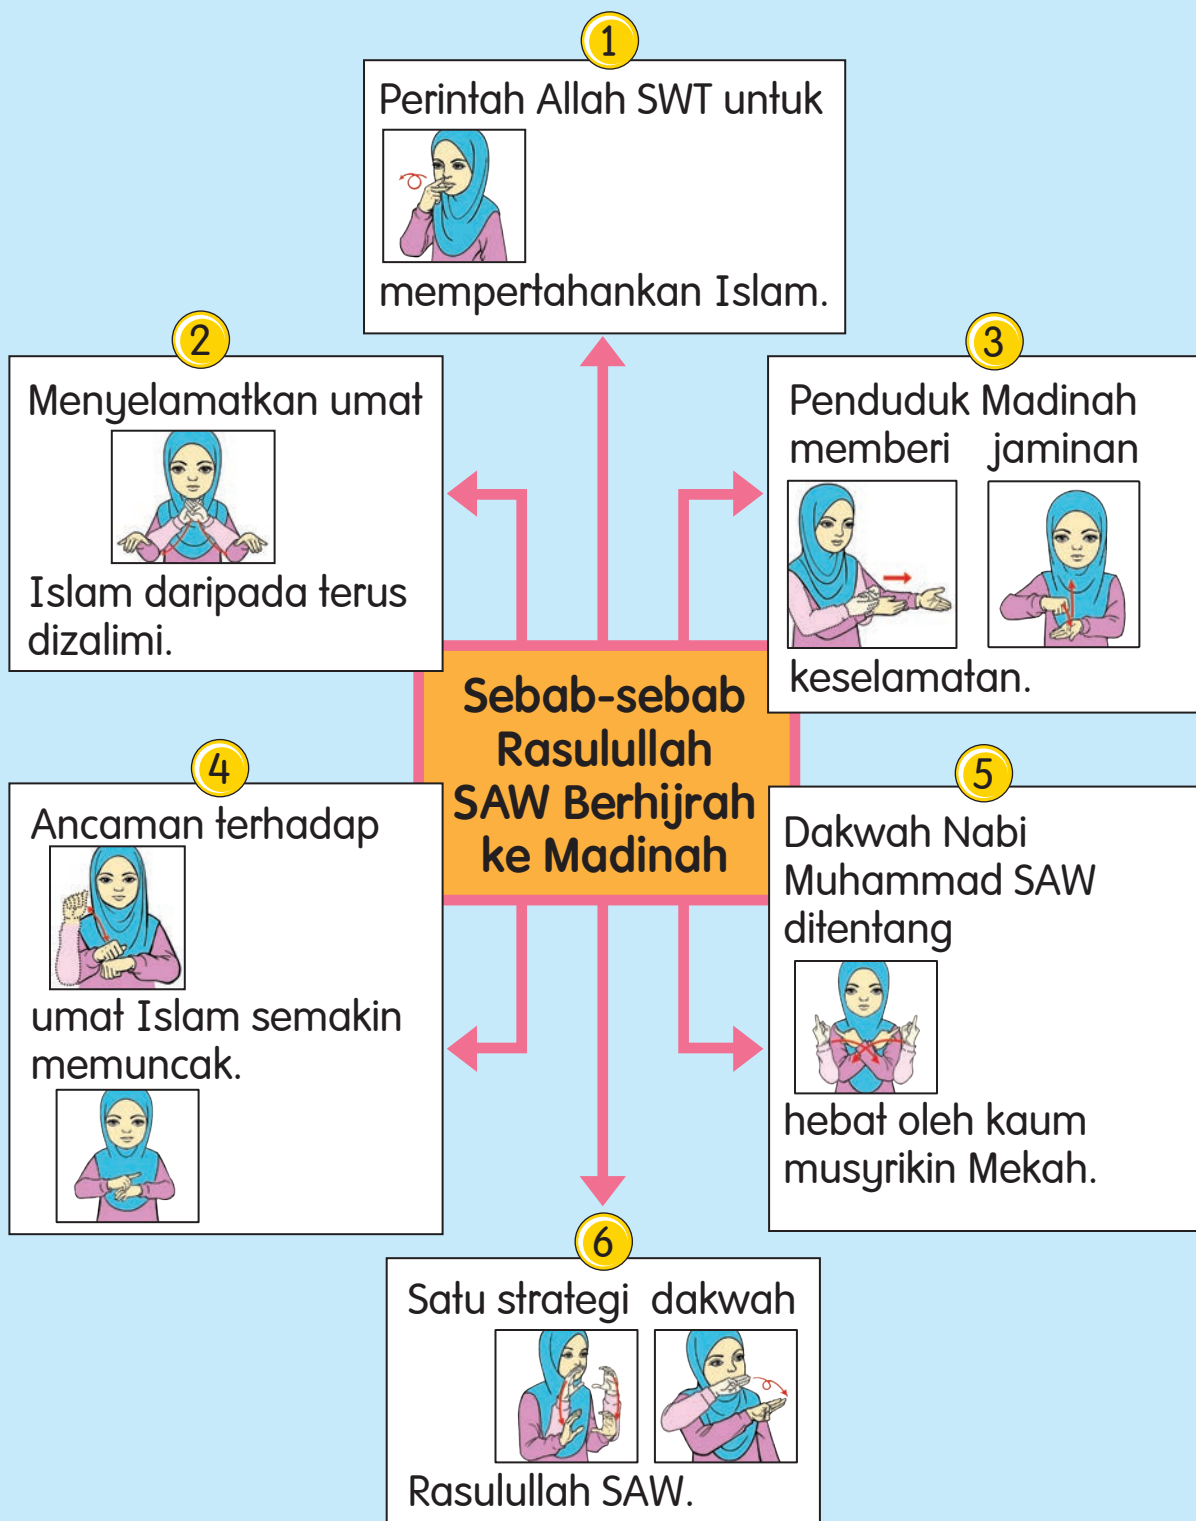 1
Perintah Allah SWT untuk
mempertahankan Islam.
2
Menyelamatkan umat
Islam daripada terus
dizalimi.
3
Penduduk Madinah
memberi jaminan
keselamatan.
Sebab-sebab
Rasulullah
SAW Berhijrah
ke Madinah
4
Ancaman terhadap
umat Islam semakin
memuncak.
5
Dakwah Nabi
Muhammad SAW
ditentang
hebat oleh kaum
musyrikin Mekah.
6
Satu strategi dakwah
Rasulullah SAW.